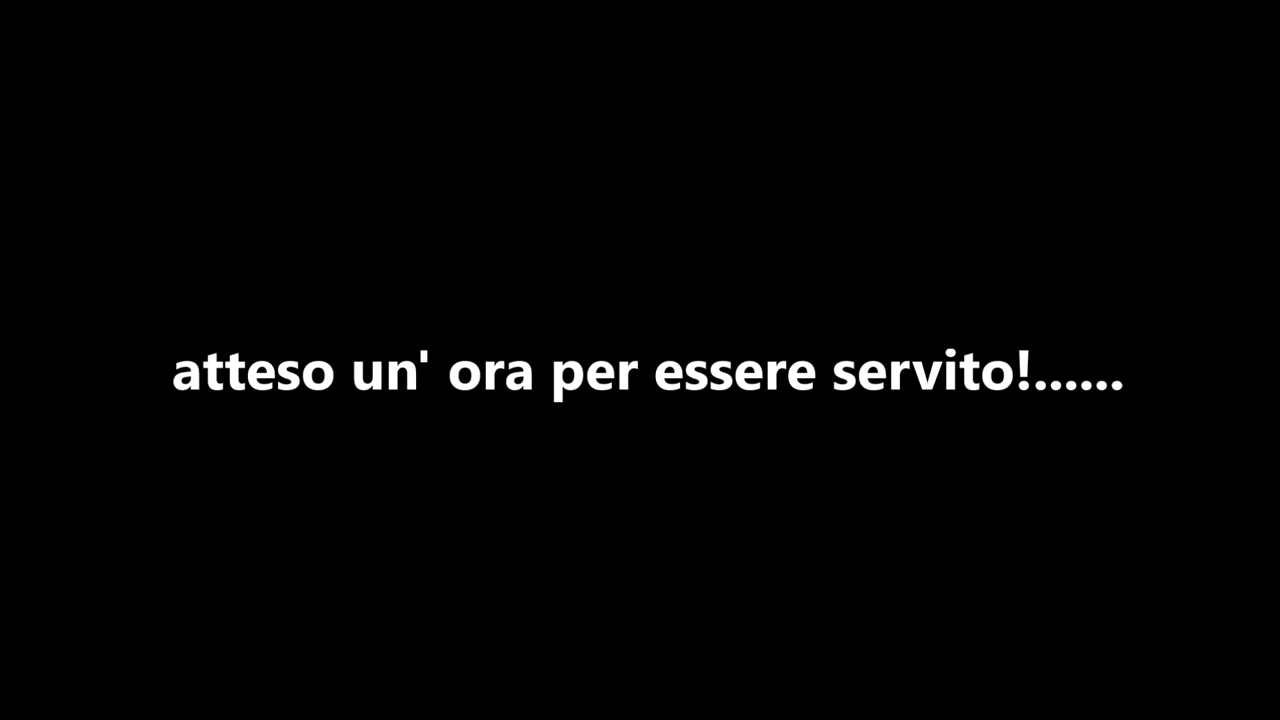 atteso un' ora per essere servito!......